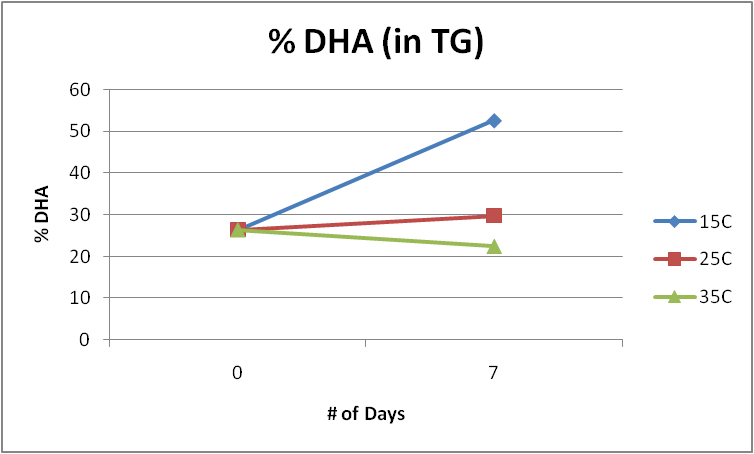 % DHA (in TG)
60
50
40
30
20
10
0
% DHA
0 7
# of Days
15C
25C
35C